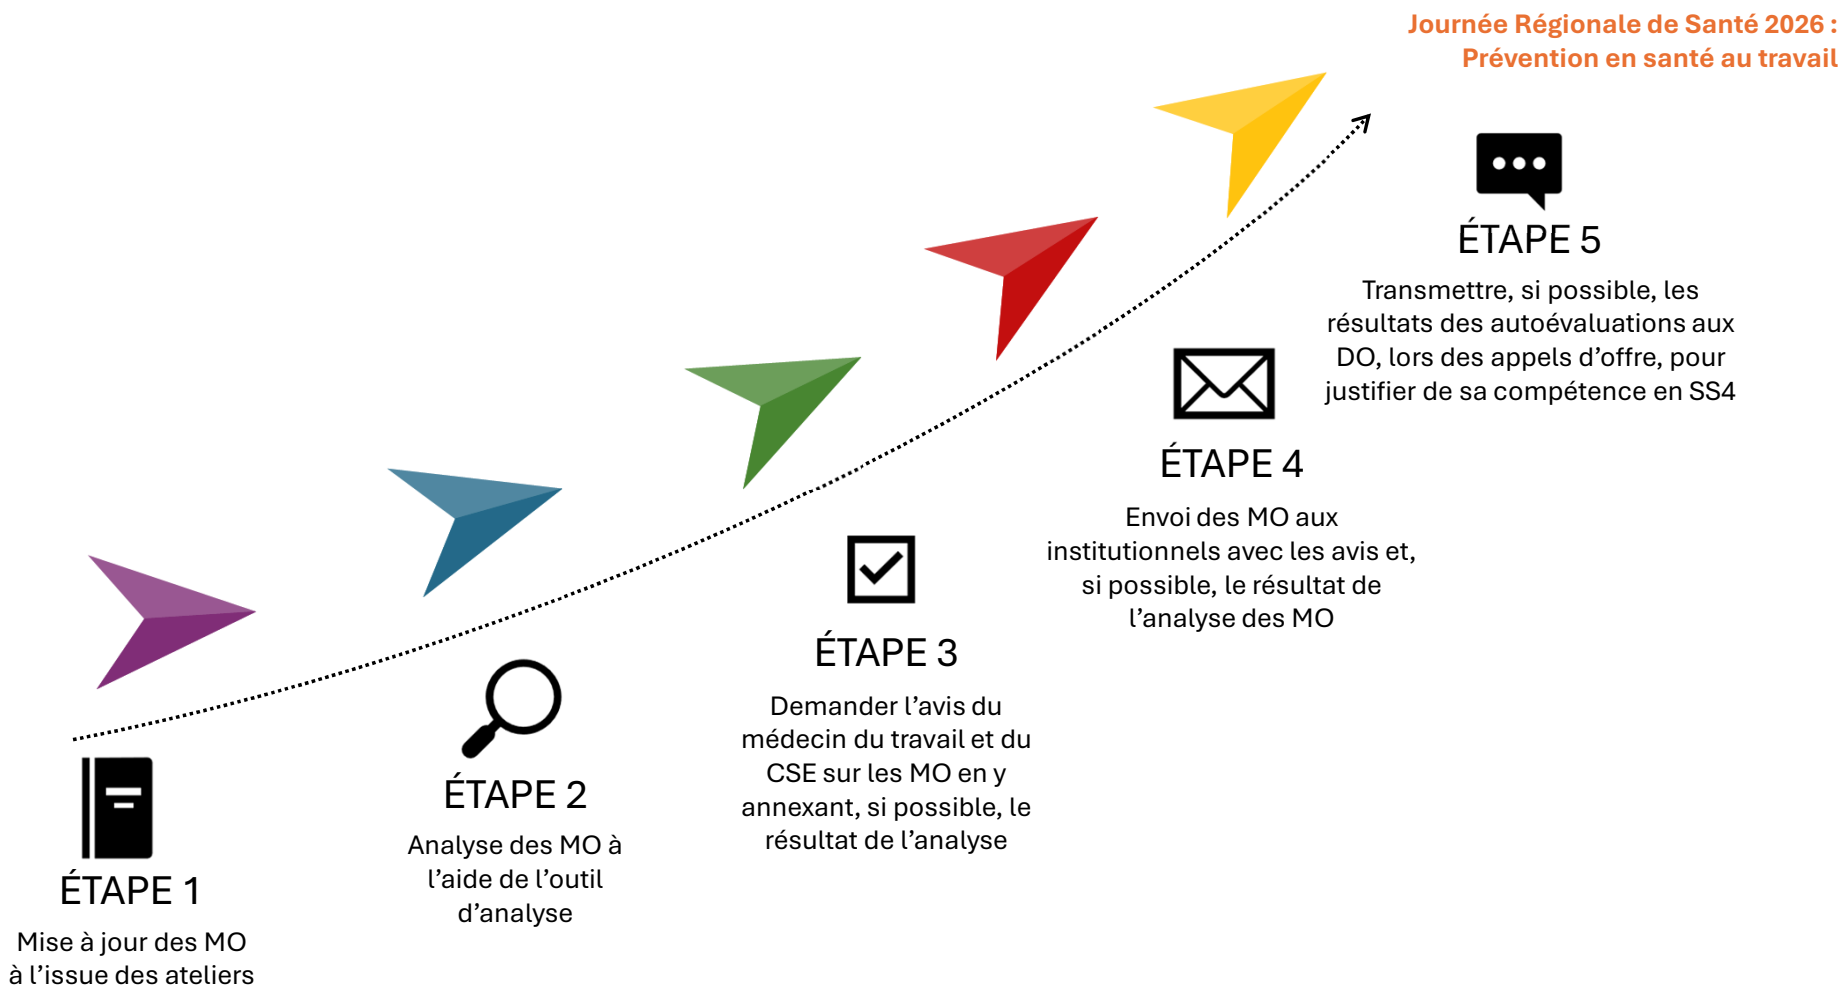 Journée Régionale de Santé 2026 :
Prévention en santé au travail
ÉTAPE 1
Mise à jour des MO
à l'issue des ateliers
ÉTAPE 2
Analyse des MO à
l'aide de l'outil
d'analyse
ÉTAPE 3
Demander l'avis du
médecin du travail et du
CSE sur les MO en y
annexant, si possible, le
résultat de l'analyse
ÉTAPE 4
Envoi des MO aux
institutionnels avec les avis et,
si possible, le résultat de
l'analyse des MO
ÉTAPE 5
Transmettre, si possible, les
résultats des autoévaluations aux
DO, lors des appels d'offre, pour
justifier de sa compétence en SS4